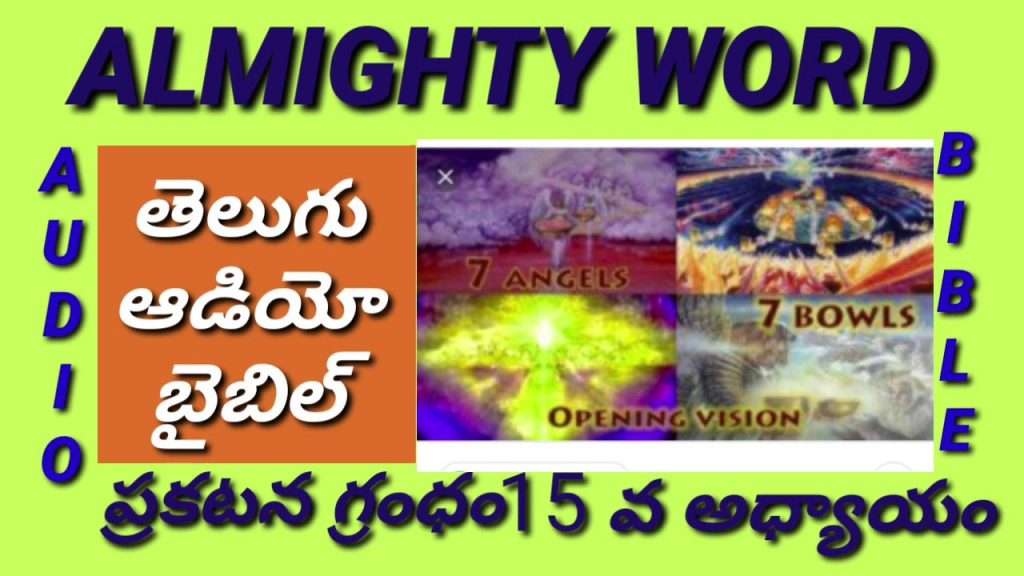 ALMIGHTY WORD
AUDIO
తెలుగు
ఆడియో
బైబిల్
7 ANGELS
7 BOWLS
OPENING VISION
BIBLE
ప్రకటన గ్రంధం15 వ అధ్యాయం